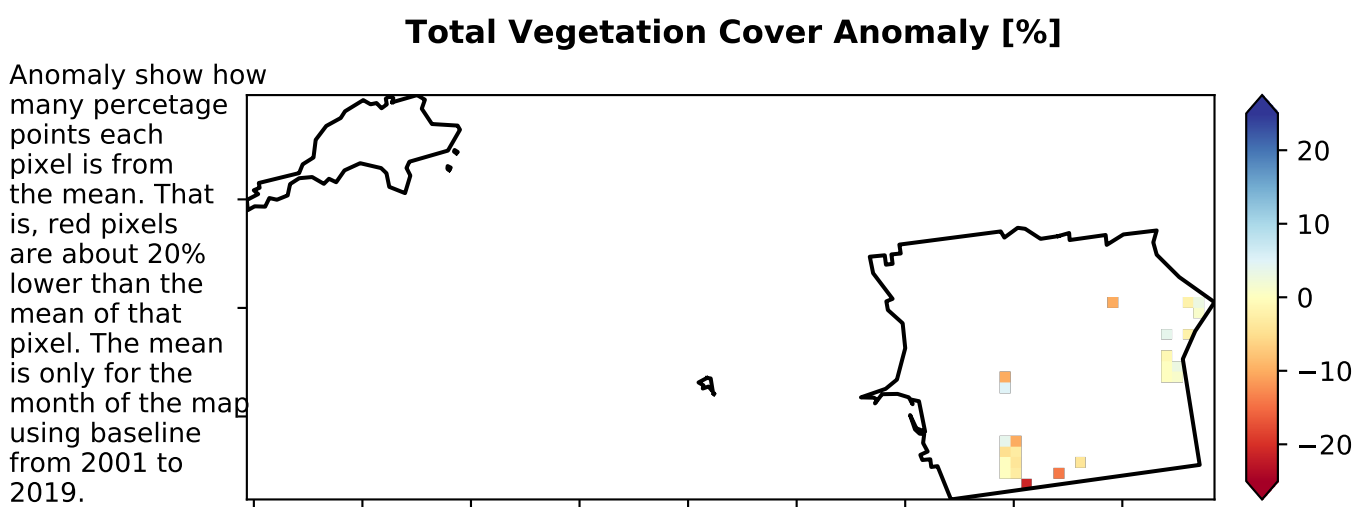 Total Vegetation Cover Anomaly [%]
Anomaly show how
many percetage
points each
pixel is from
the mean. That
is, red pixels
are about 20%
lower than the
mean of that
pixel. The mean
is only for the
month of the map
using baseline
from 2001 to
2019.
20
10
0
−10
−20